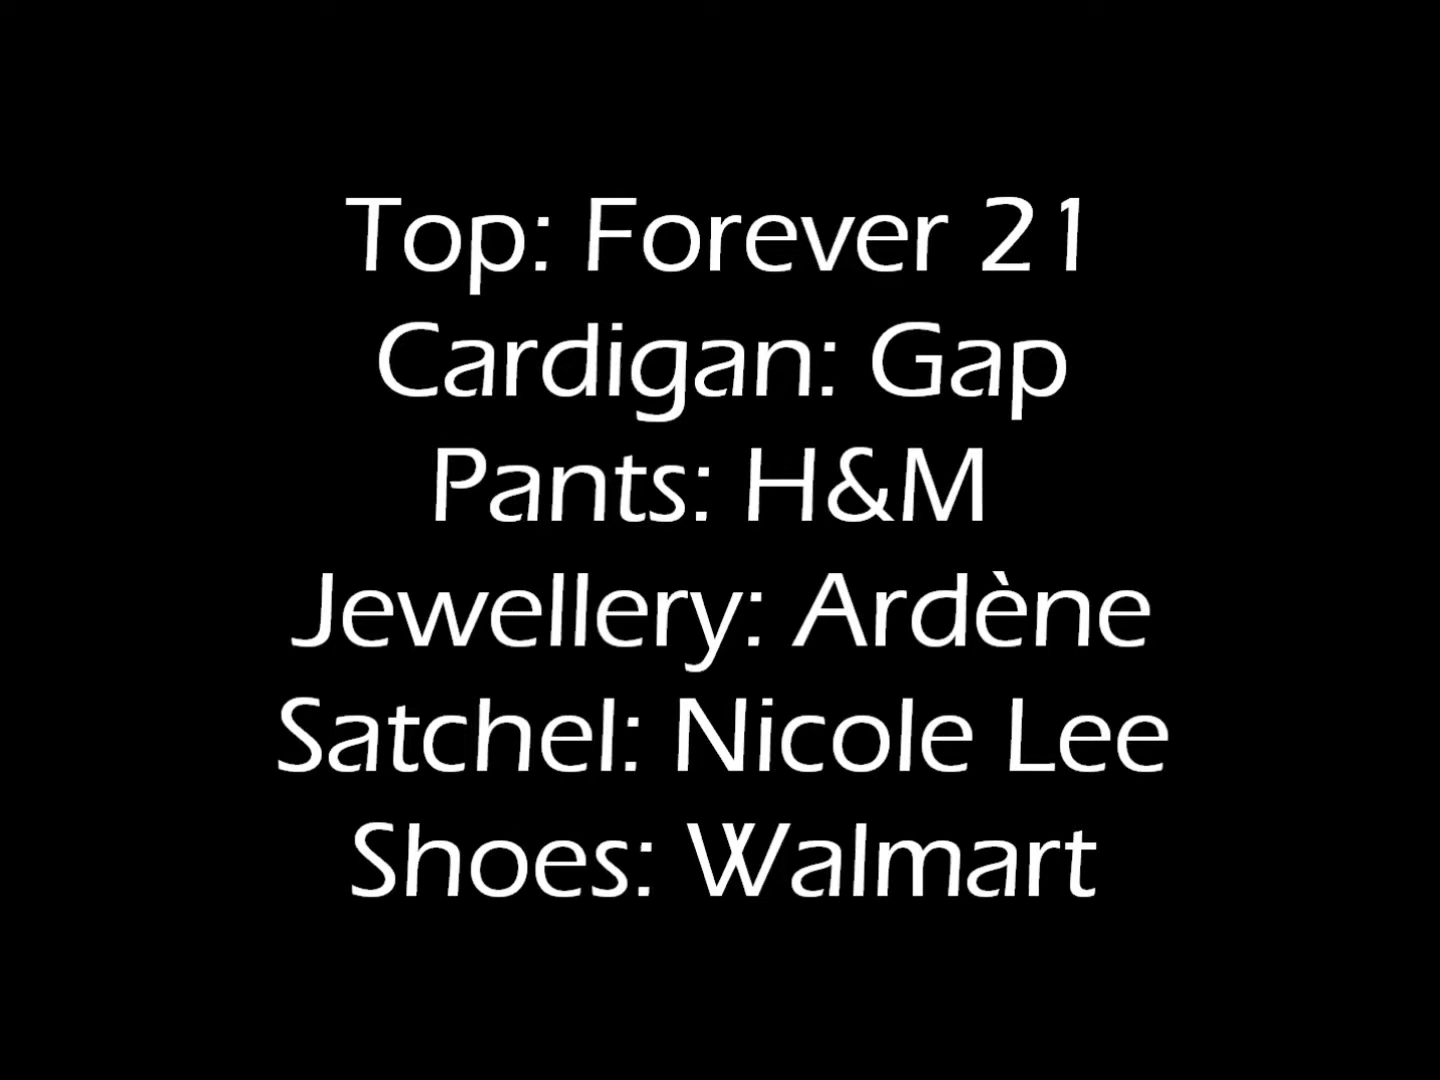 Top: Forever 21
Cardigan: Gap
Pants: H&M
Jewellery: Ardène
Satchel: Nicole Lee
Shoes: Walmart